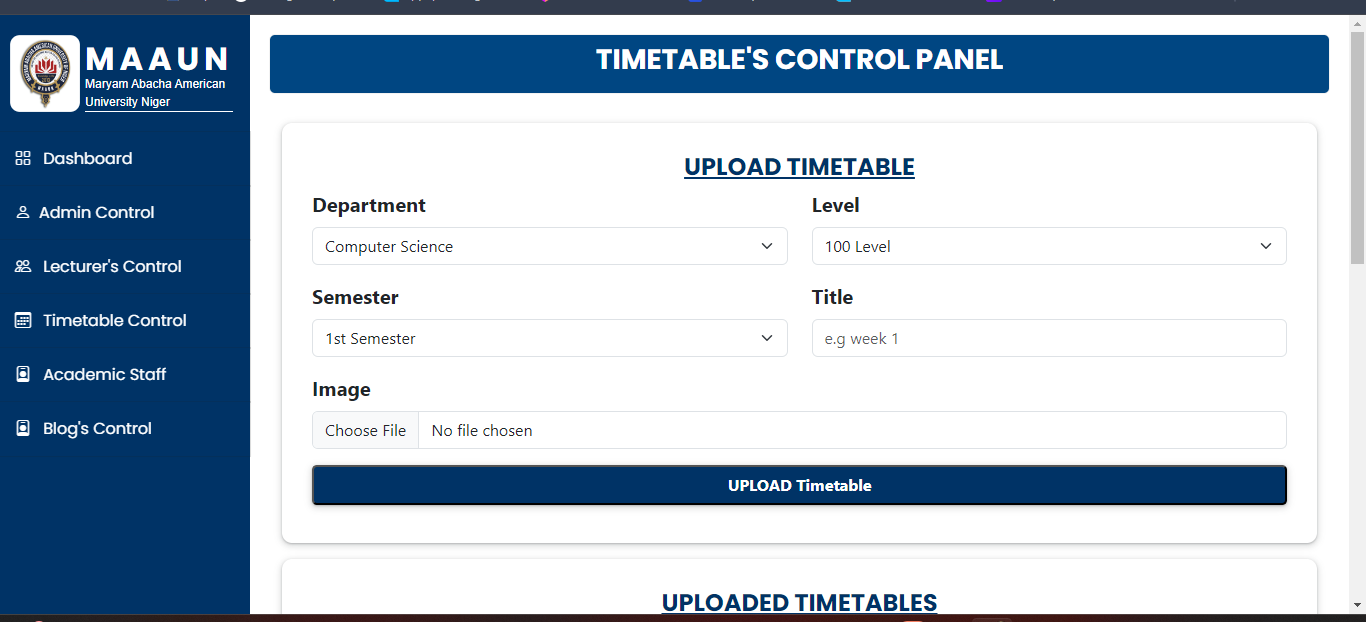 MAAUN
Maryam Abacha American
University Niger
Dashboard
Admin Control
Lecturer's Control
Timetable Control
Academic Staff
Blog's Control
TIMETABLE'S CONTROL PANEL
UPLOAD TIMETABLE
Department Level
Computer Science 100 Level
Semester Title
1st Semester e.g week 1
Image
Choose File No file chosen
UPLOAD Timetable
UPLOADED TIMETABLES